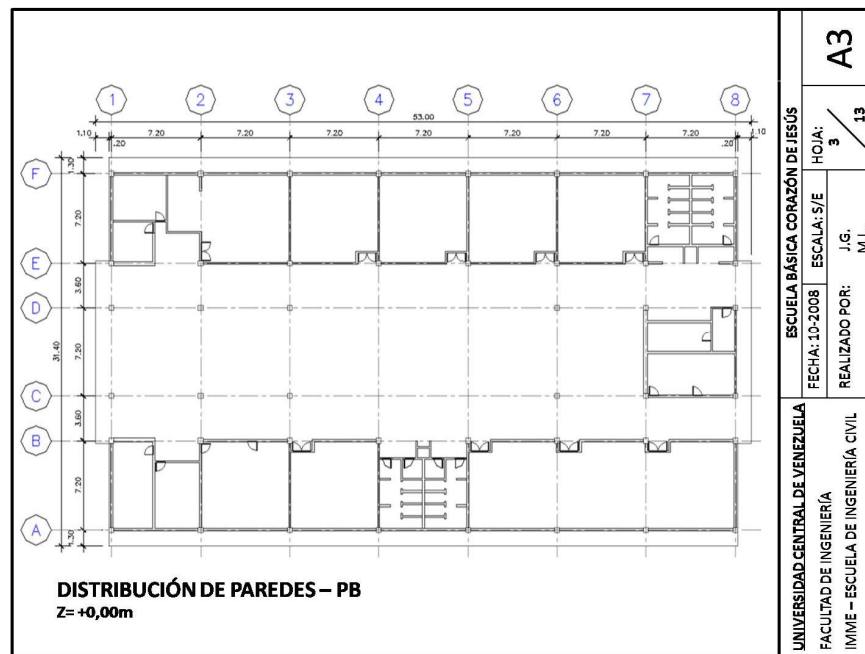 1
2
3
4
5
6
7
8
53.00
1.10
7.20
7.20
7.20
7.20
7.20
7.20
7.20
1.10
.20
.20
F
E
D
C
B
A
1.30
7.20
3.60
7.20
3.60
7.20
1.30
31.40
DISTRIBUCIÓN DE PAREDES – PB
Z= +0,00m
ESCUELA BÁSICA CORAZÓN DE JESÚS
FECHA: 10-2008
ESCALA: S/E
HOJA:
3
13
A3
REALIZADO POR:
J.G.
M.I.
UNIVERSIDAD CENTRAL DE VENEZUELA
FACULTAD DE INGENIERÍA
IMME – ESCUELA DE INGENIERÍA CIVIL